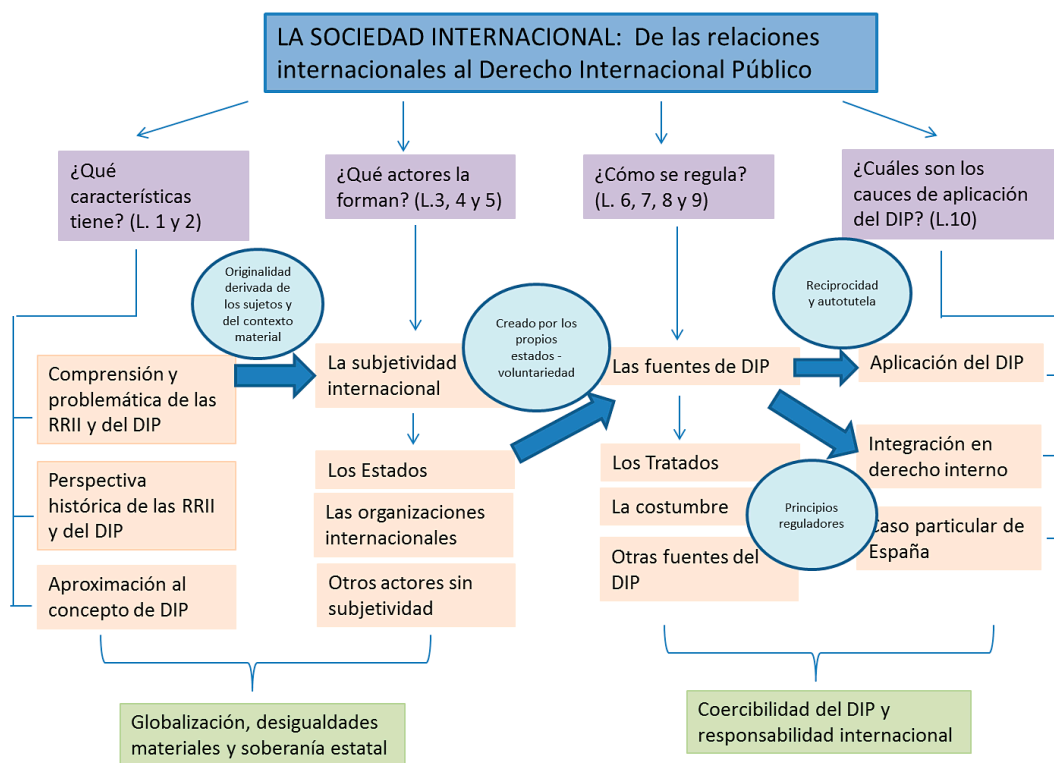 LA SOCIEDAD INTERNACIONAL: De las relaciones
internacionales al Derecho Internacional Público
¿Qué
características
tiene? (L. 1 y 2)
¿Qué actores la
forman? (L.3, 4 y 5)
¿Cómo se regula?
(L. 6, 7, 8 y 9)
¿Cuáles son los
cauces de aplicación
del DIP? (L.10)
Originalidad
derivada de
los sujetos y
del contexto
material
Creado por los
propios
estados -
voluntariedad
Reciprocidad
y autotutela
Comprensión y
problemática de las
RRII y del DIP
Perspectiva
histórica de las RRII
y del DIP
Aproximación al
concepto de DIP
La subjetividad
internacional
Los Estados
Las organizaciones
internacionales
Otros actores sin
subjetividad
Las fuentes de DIP
Los Tratados
La costumbre
Otras fuentes del
DIP
Principios
reguladores
Aplicación del DIP
Integración en
derecho interno
Caso particular de
España
Globalización, desigualdades
materiales y soberanía estatal
Coercibilidad del DIP y
responsabilidad internacional